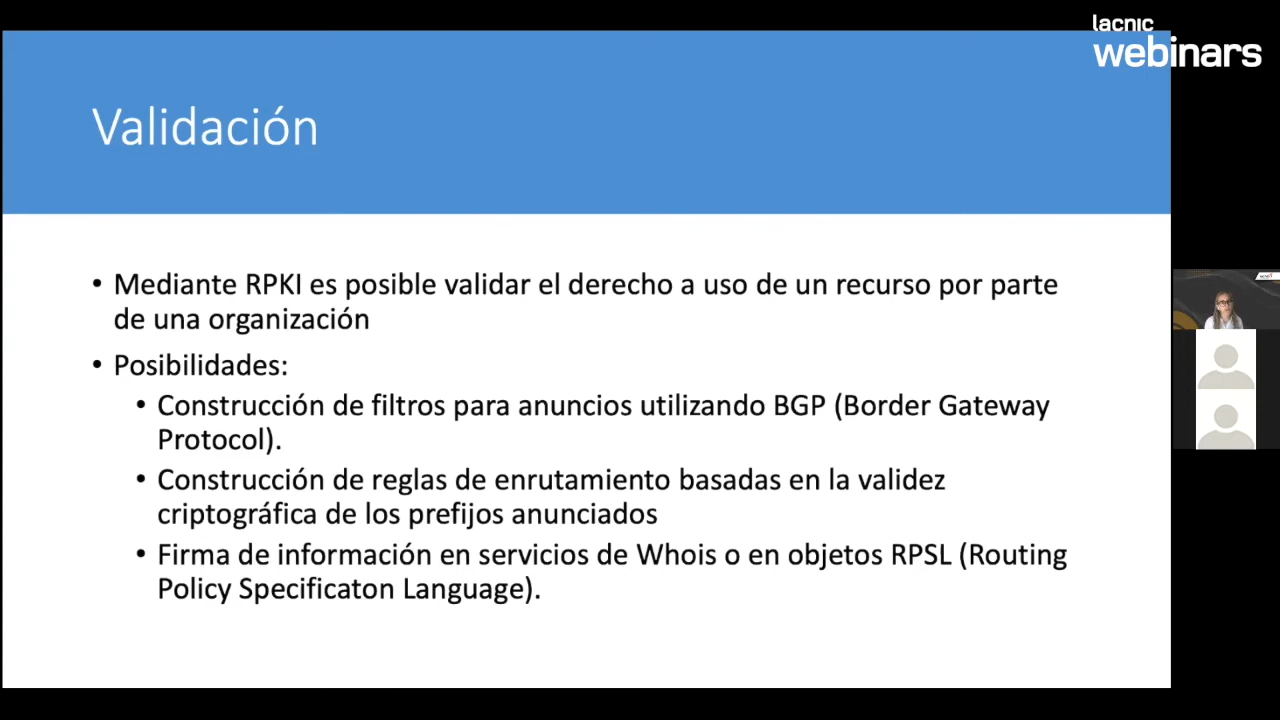 lacnic
webinars
Validación
• Mediante RPKI es posible validar el derecho a uso de un recurso por parte
de una organización
• Posibilidades:
• Construcción de filtros para anuncios utilizando BGP (Border Gateway
Protocol).
• Construcción de reglas de enrutamiento basadas en la validez
criptográfica de los prefijos anunciados
• Firma de información en servicios de Whois o en objetos RPSL (Routing
Policy Specificaton Language).